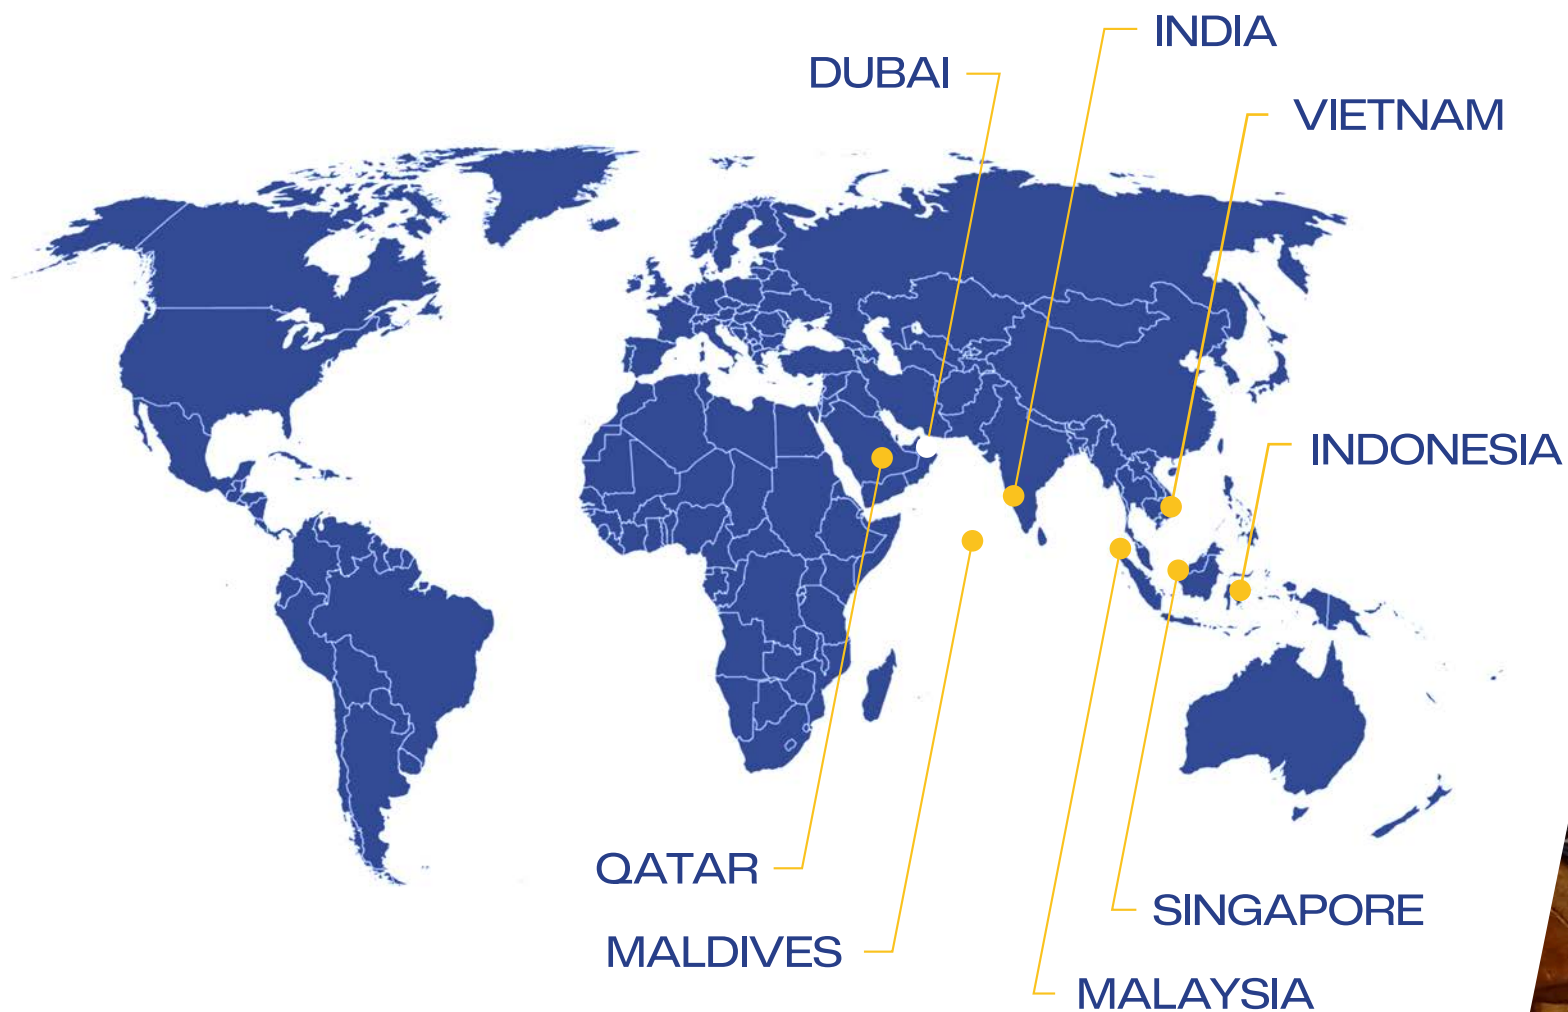 INDIA
DUBAI
VIETNAM
INDONESIA
QATAR
SINGAPORE
MALDIVES
MALAYSIA